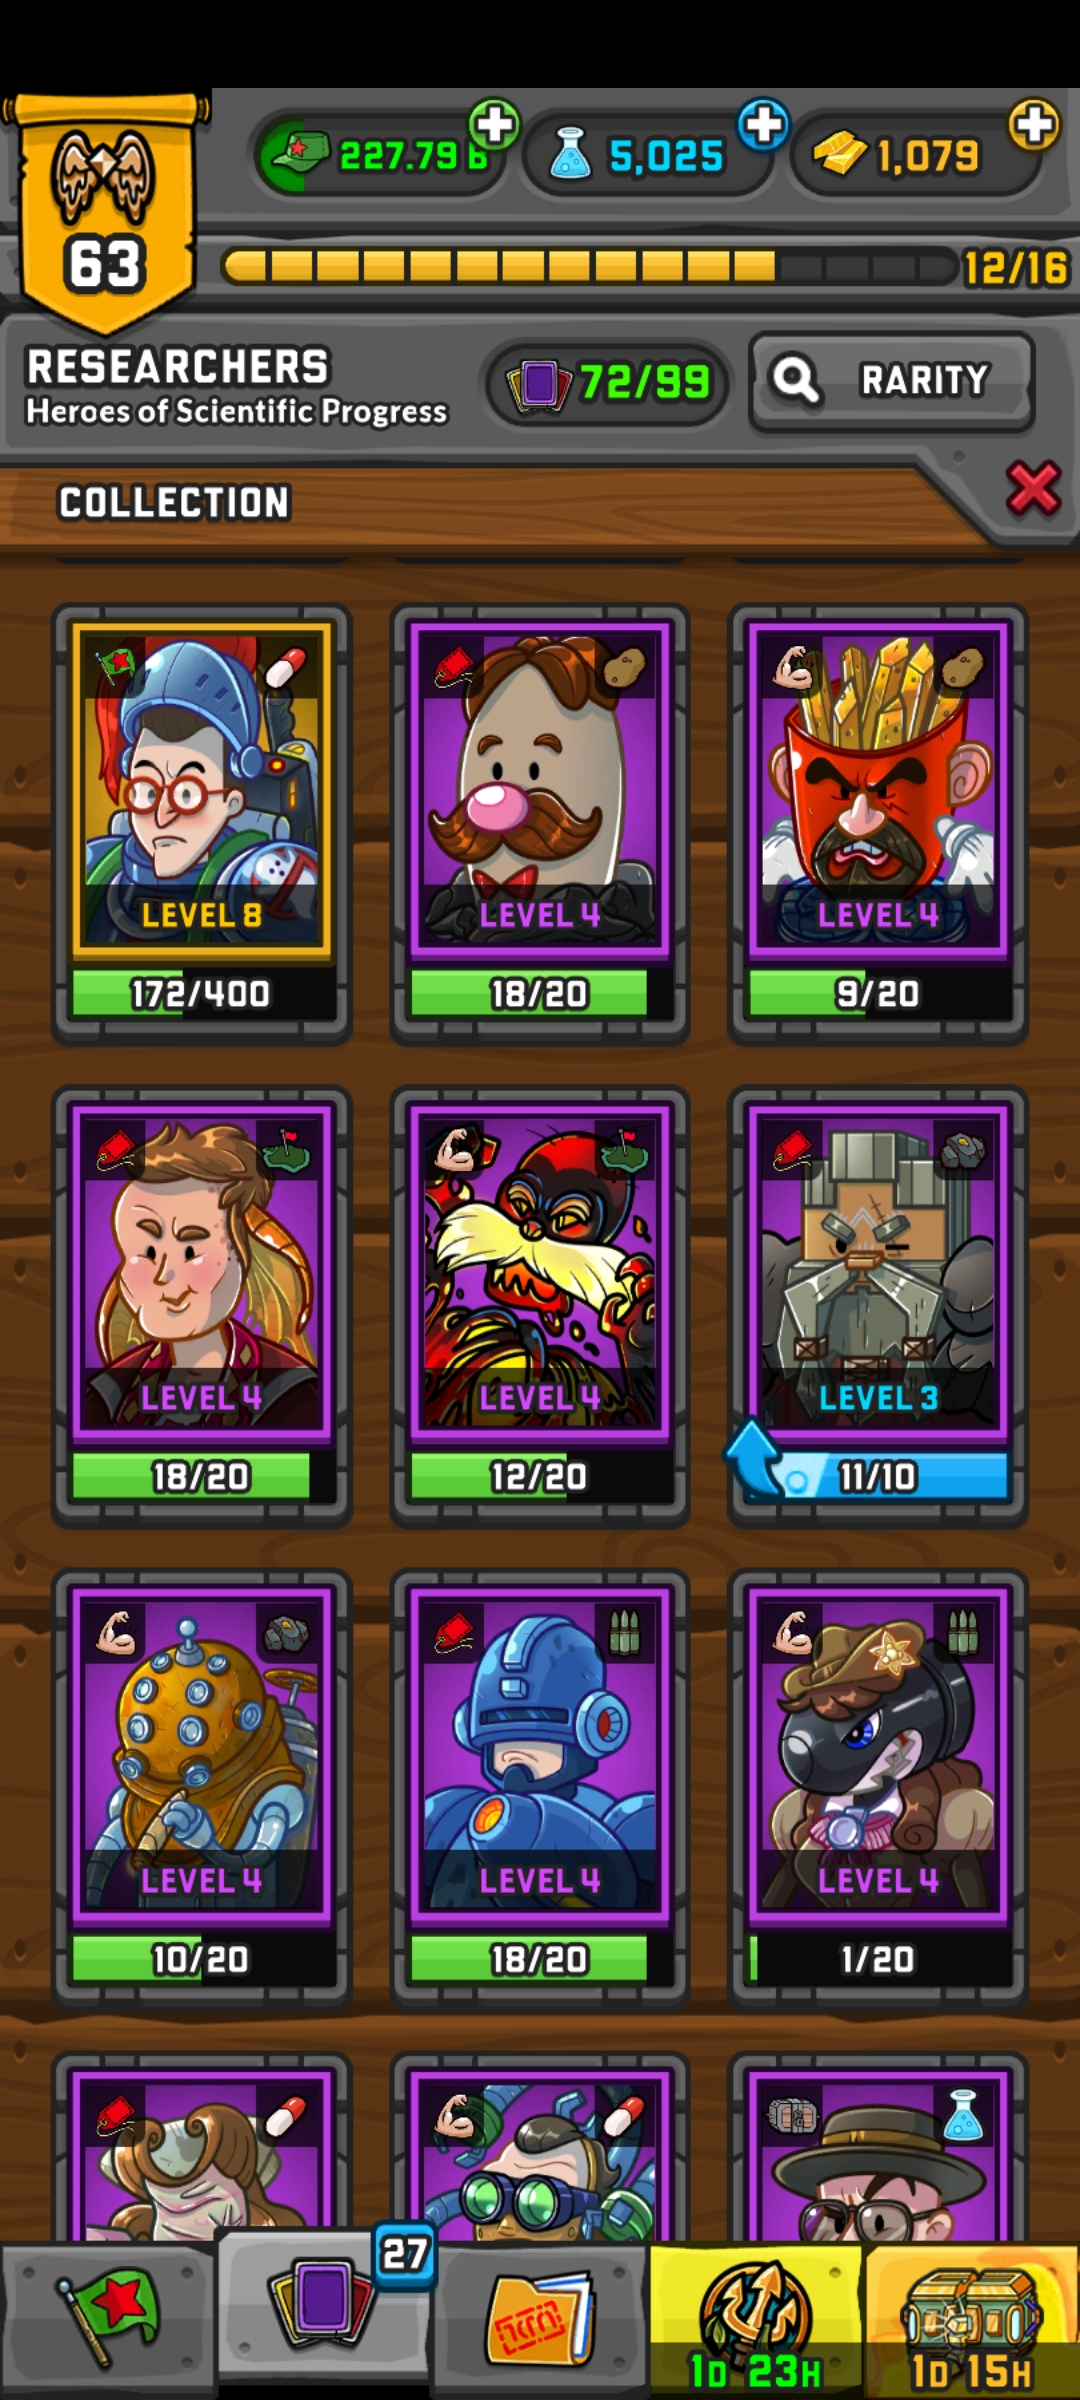 227.79 B
5,025
1,079
63
12/16
RESEARCHERS
Heroes of Scientific Progress
72/99
RARITY
COLLECTION
LEVEL 8
LEVEL 4
LEVEL 4
172/400
18/20
9/20
LEVEL 4
LEVEL 4
LEVEL 3
18/20
12/20
11/10
LEVEL 4
LEVEL 4
LEVEL 4
10/20
18/20
1/20
27
1D 23H
1D 15H